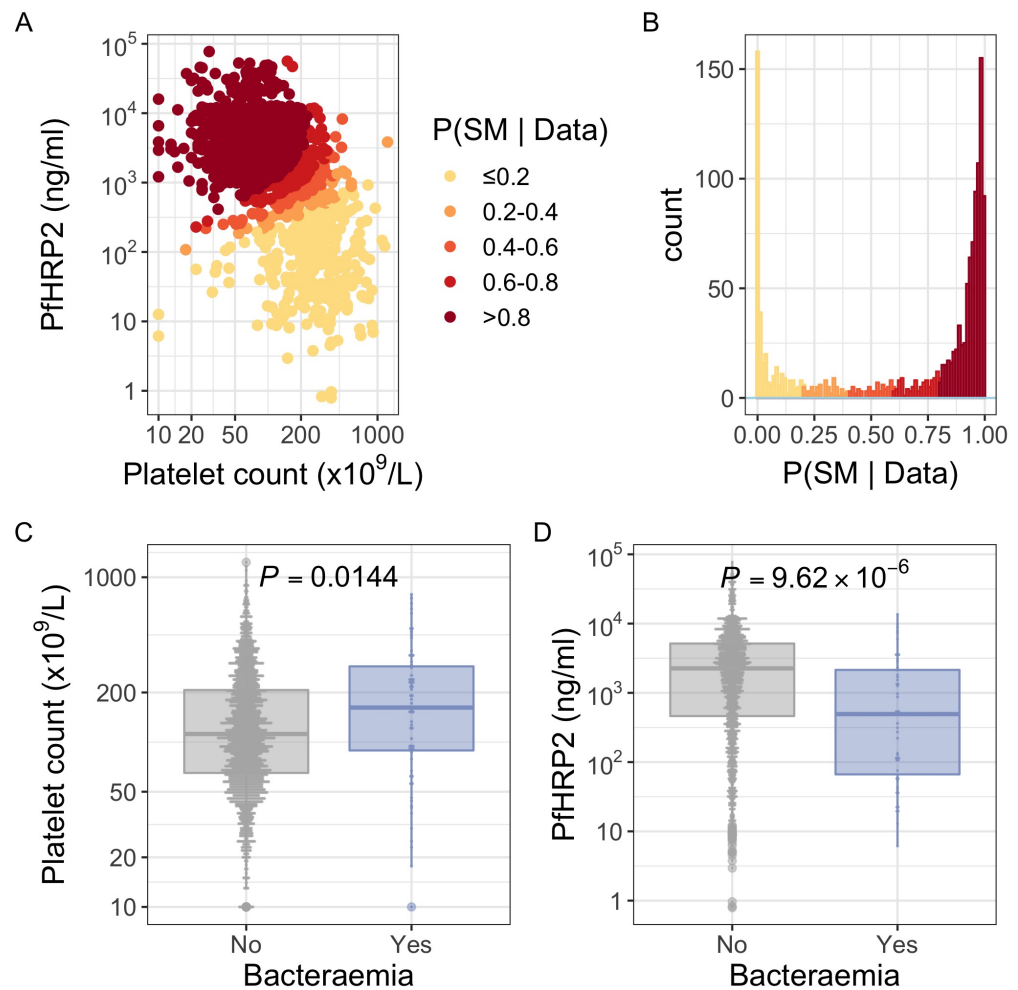 A
10⁵
10⁴
10³
10²
10
1
PfHRP2 (ng/ml)
10 20 50 200 1000
Platelet count (x10⁹/L)
P(SM | Data)
≤0.2
0.2-0.4
0.4-0.6
0.6-0.8
>0.8
B
150
100
50
0
count
0.00 0.25 0.50 0.75 1.00
P(SM | Data)
C
P = 0.0144
1000
200
50
20
10
Platelet count (x10⁹/L)
No Yes
Bacteraemia
D
P = 9.62 × 10⁻⁶
10⁵
10⁴
10³
10²
10
1
PfHRP2 (ng/ml)
No Yes
Bacteraemia